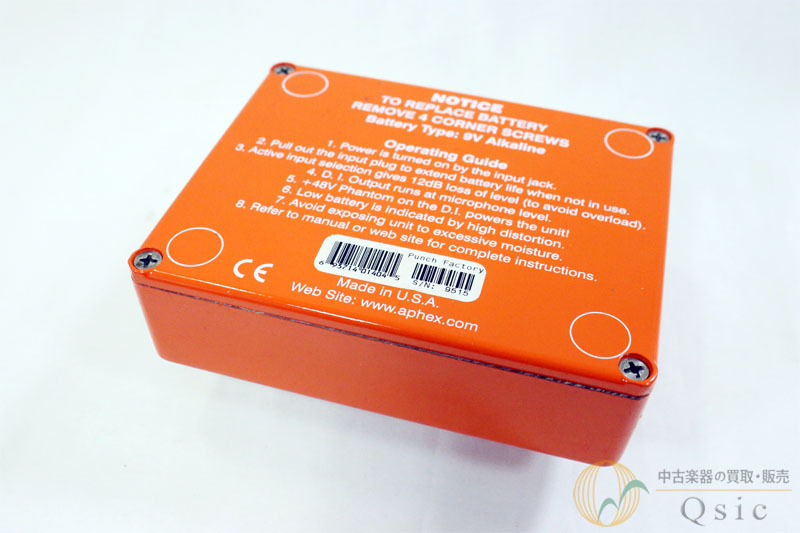 NOTICE
TO REPLACE BATTERY
REMOVE 4 CORNER SCREWS
Battery Type: 9V Alkaline
Operating Guide
1. Power is turned on by the input jack.
2. Pull out the input plug to extend battery life when not in use.
3. Active input selection gives 12dB loss of level (to avoid overload).
4. D. I. Output runs at microphone level.
5. +48V Phantom on the D.I. powers the unit!
6. Low battery is indicated by high distortion.
7. Avoid exposing unit to excessive moisture.
8. Refer to manual or web site for complete instructions.
CE
Punch Factory
6 73714 01404 5 S/N: 9515
Made in U.S.A.
Web Site: www.aphex.com
中古楽器の買取・販売
Qsic